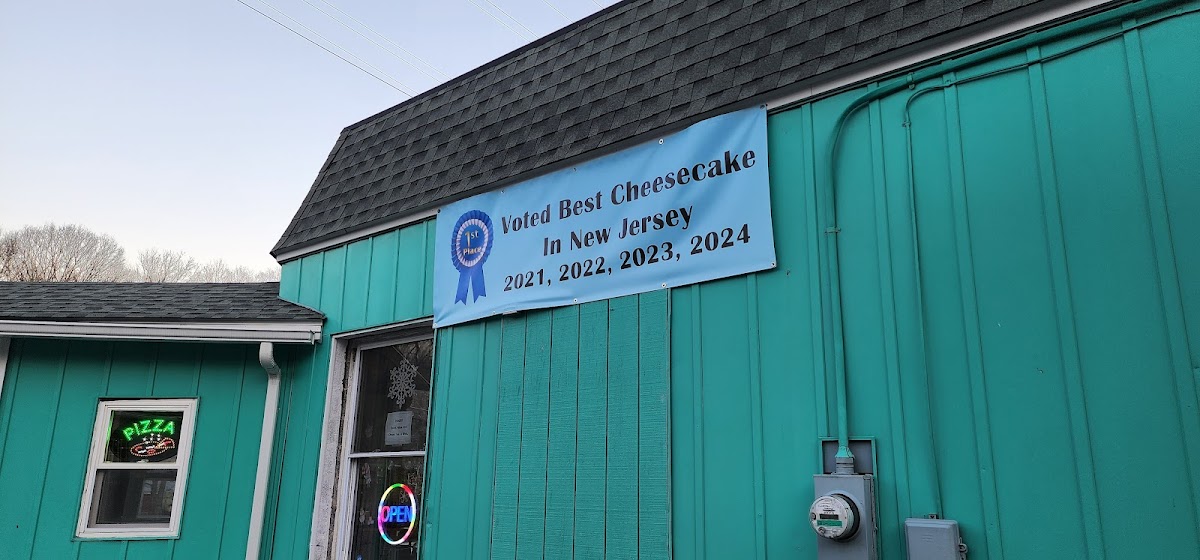 Voted Best Cheesecake
In New Jersey
2021, 2022, 2023, 2024
1st
Place
PIZZA
OPEN